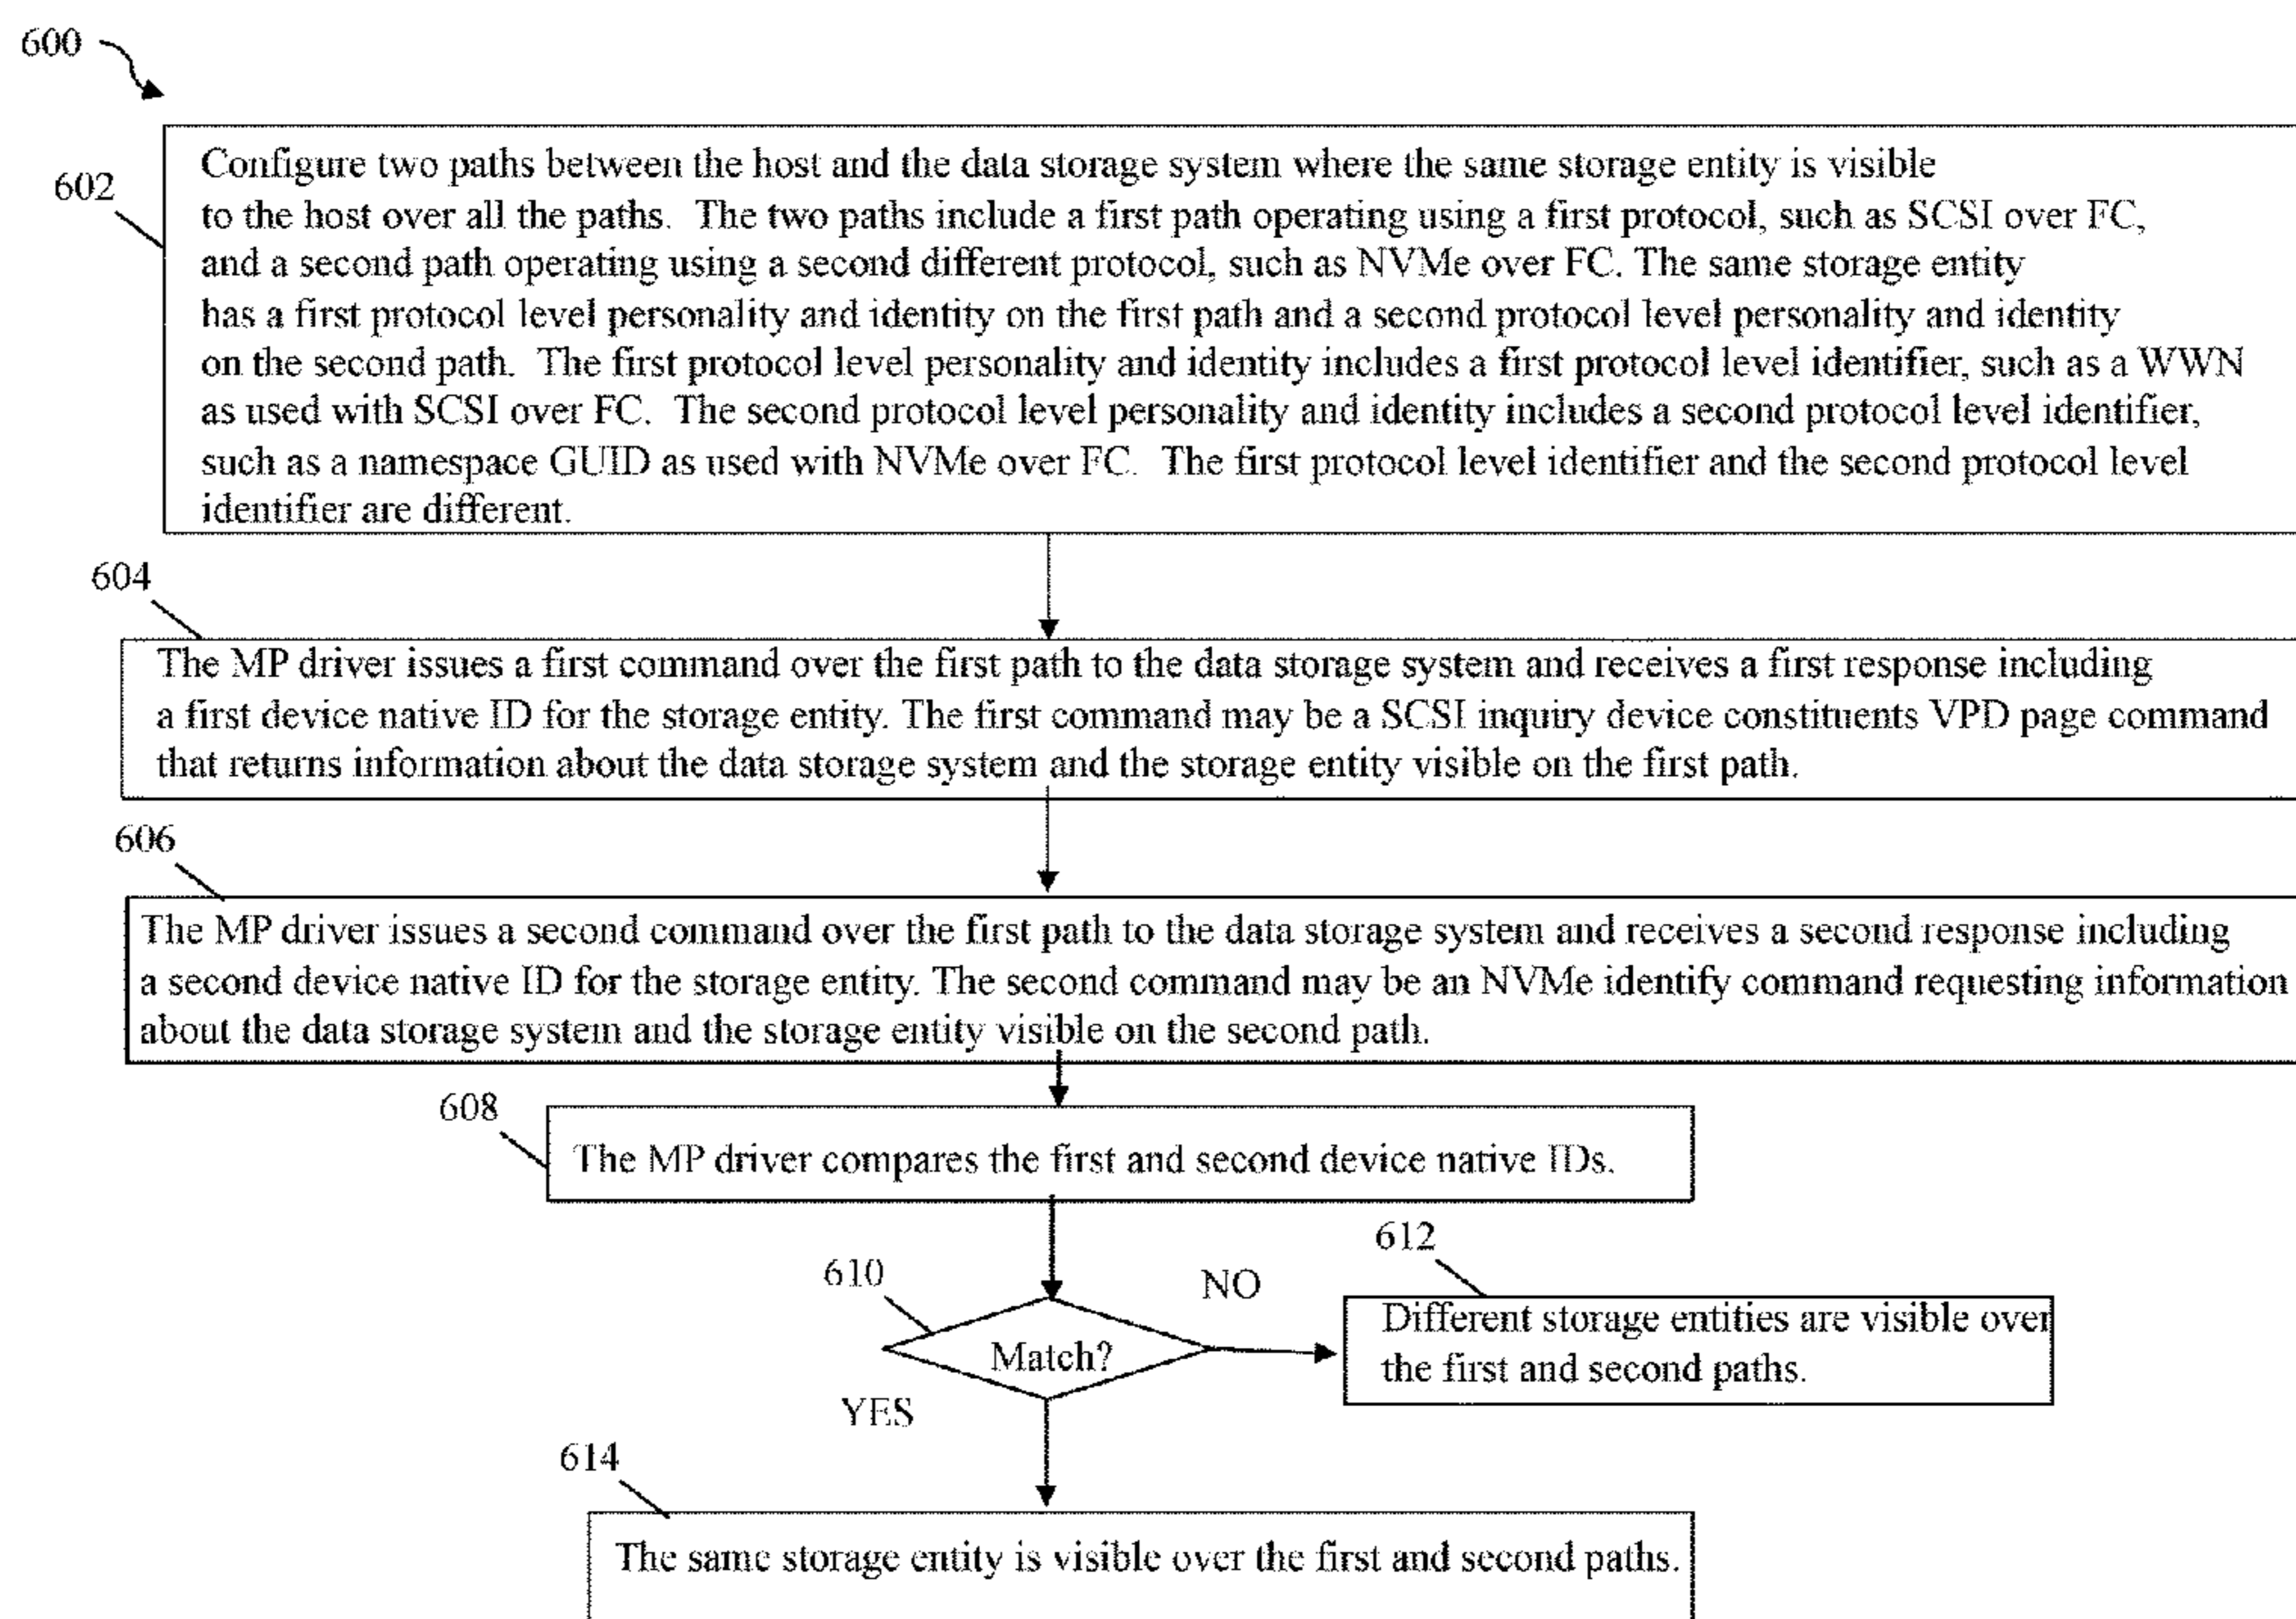 600
602
Configure two paths between the host and the data storage system where the same storage entity is visible
to the host over all the paths. The two paths include a first path operating using a first protocol, such as SCSI over FC,
and a second path operating using a second different protocol, such as NVMe over FC. The same storage entity
has a first protocol level personality and identity on the first path and a second protocol level personality and identity
on the second path. The first protocol level personality and identity includes a first protocol level identifier, such as a WWN
as used with SCSI over FC. The second protocol level personality and identity includes a second protocol level identifier,
such as a namespace GUID as used with NVMe over FC. The first protocol level identifier and the second protocol level
identifier are different.
604
The MP driver issues a first command over the first path to the data storage system and receives a first response including
a first device native ID for the storage entity. The first command may be a SCSI inquiry device constituents VPD page command
that returns information about the data storage system and the storage entity visible on the first path.
606
The MP driver issues a second command over the first path to the data storage system and receives a second response including
a second device native ID for the storage entity. The second command may be an NVMe identify command requesting information
about the data storage system and the storage entity visible on the second path.
608
The MP driver compares the first and second device native IDs.
610
Match?
NO
612
Different storage entities are visible over
the first and second paths.
YES
614
The same storage entity is visible over the first and second paths.